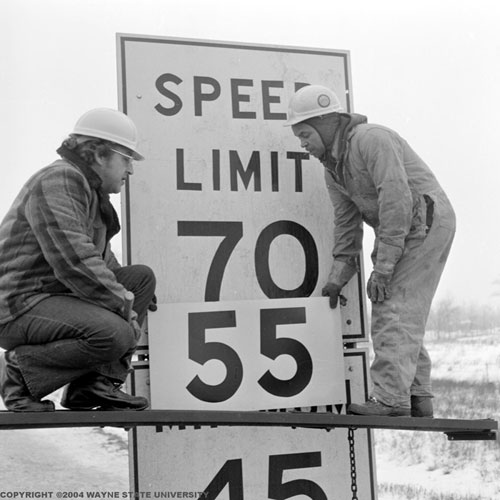 SPEED
LIMIT
70
55
45
COPYRIGHT ©2004 WAYNE STATE UNIVERSITY